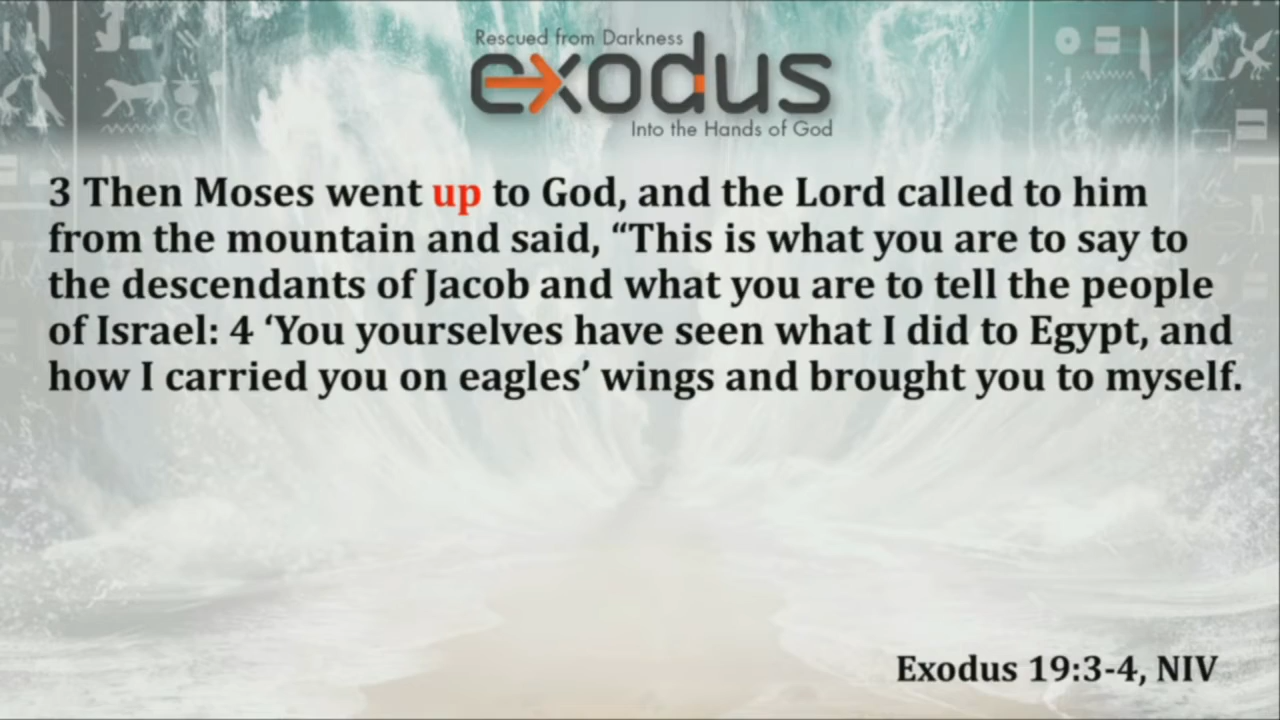 Rescued from Darkness
exodus
Into the Hands of God
3 Then Moses went up to God, and the Lord called to him
from the mountain and said, “This is what you are to say to
the descendants of Jacob and what you are to tell the people
of Israel: 4 ‘You yourselves have seen what I did to Egypt, and
how I carried you on eagles’ wings and brought you to myself.
Exodus 19:3-4, NIV